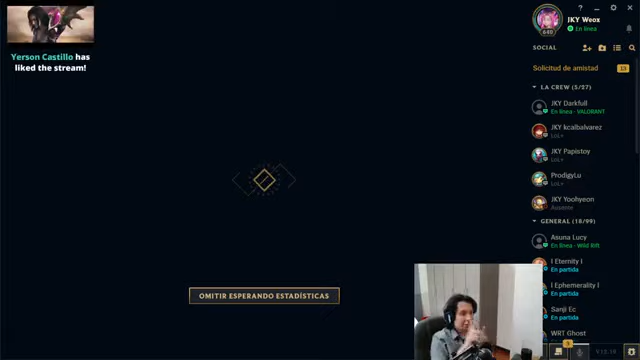 Yerson Castillo has
liked the stream!
OMITIR ESPERANDO ESTADÍSTICAS
JKY Weox
En línea
640
SOCIAL
Solicitud de amistad
13
LA CREW (5/27)
JKY Darkfull
En línea - VALORANT
JKY kcalbalvarez
LoL+
JKY Papistoy
LoL+
ProdigyLu
LoL+
JKY Yoohyeon
Ausente
GENERAL (18/99)
Asuna Lucy
En línea - Wild Rift
I Eternity I
En partida
I Ephemerality I
En partida
Sanji Ec
En partida
WRT Ghost